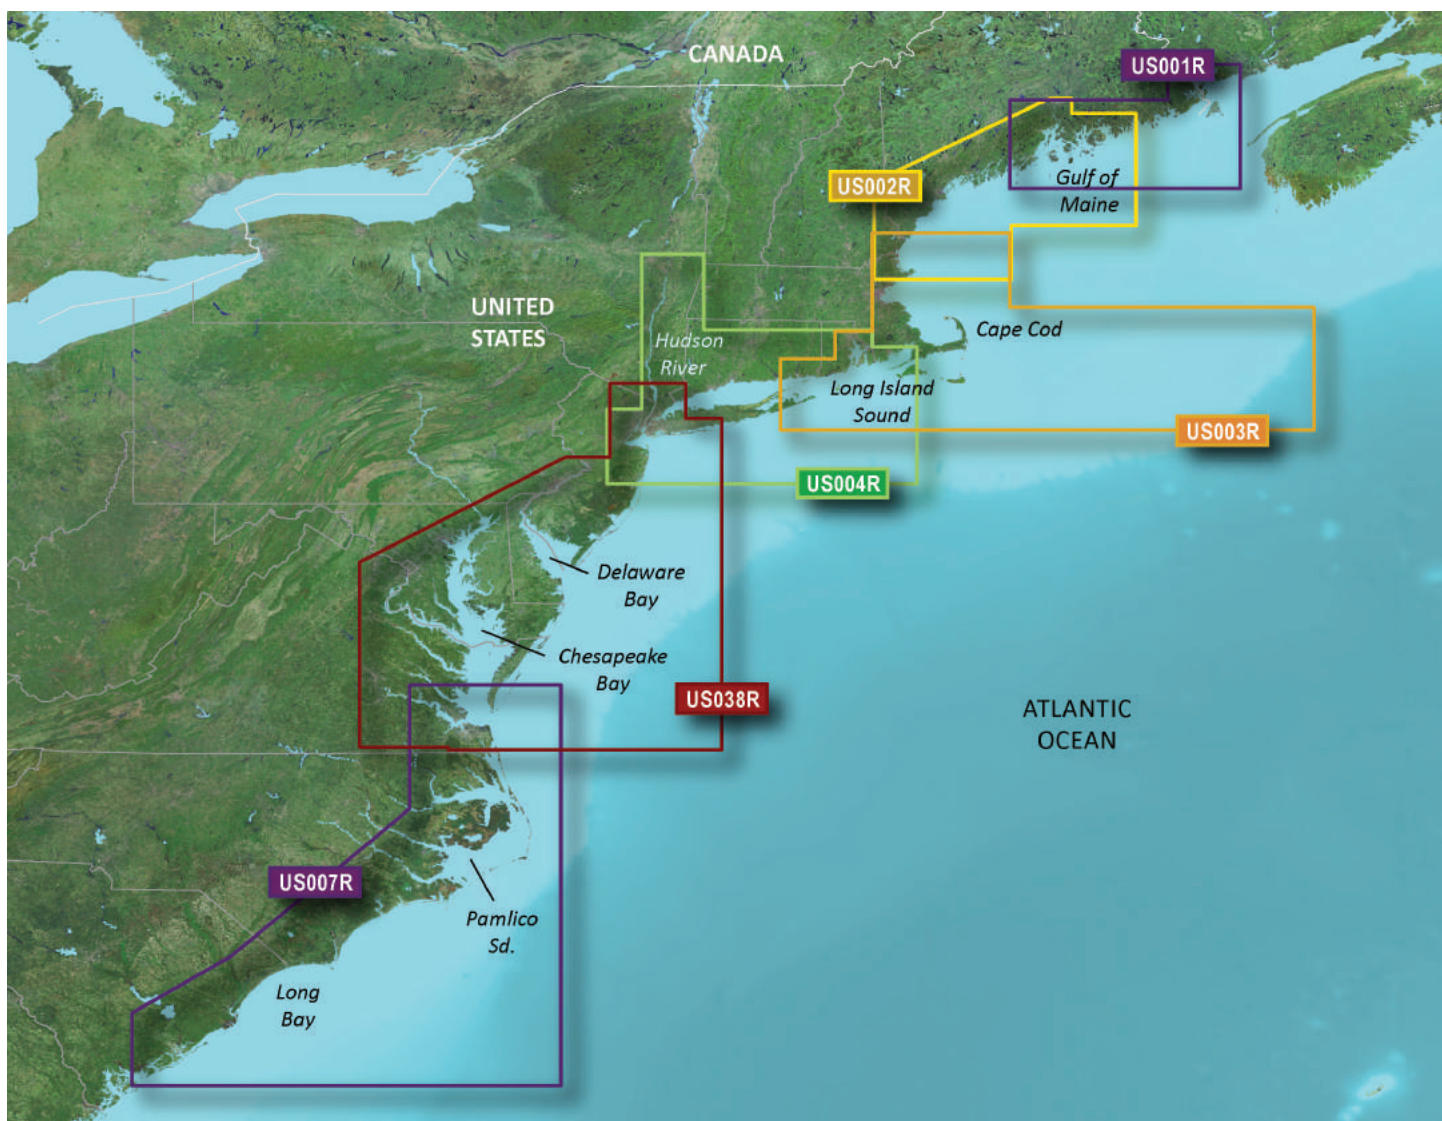 CANADA
US001R
US002R
Gulf of
Maine
UNITED
STATES
Hudson
River
Cape Cod
Long Island
Sound
US003R
US004R
Delaware
Bay
Chesapeake
Bay
US038R
ATLANTIC
OCEAN
US007R
Pamlico
Sd.
Long
Bay